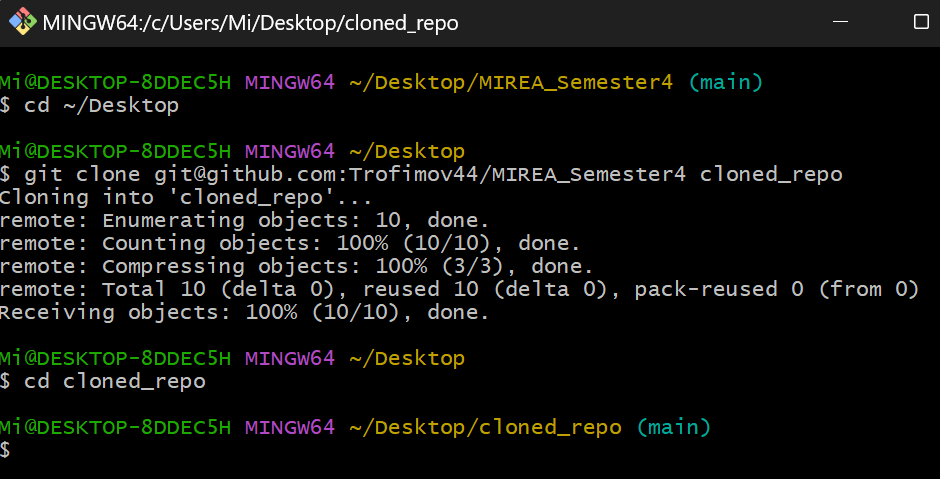 MINGW64:/c/Users/Mi/Desktop/cloned_repo
Mi@DESKTOP-8DDEC5H MINGW64 ~/Desktop/MIREA_Semester4 (main)
$ cd ~/Desktop
Mi@DESKTOP-8DDEC5H MINGW64 ~/Desktop
$ git clone git@github.com:Trofimov44/MIREA_Semester4 cloned_repo
Cloning into 'cloned_repo'...
remote: Enumerating objects: 10, done.
remote: Counting objects: 100% (10/10), done.
remote: Compressing objects: 100% (3/3), done.
remote: Total 10 (delta 0), reused 10 (delta 0), pack-reused 0 (from 0)
Receiving objects: 100% (10/10), done.
Mi@DESKTOP-8DDEC5H MINGW64 ~/Desktop
$ cd cloned_repo
Mi@DESKTOP-8DDEC5H MINGW64 ~/Desktop/cloned_repo (main)
$